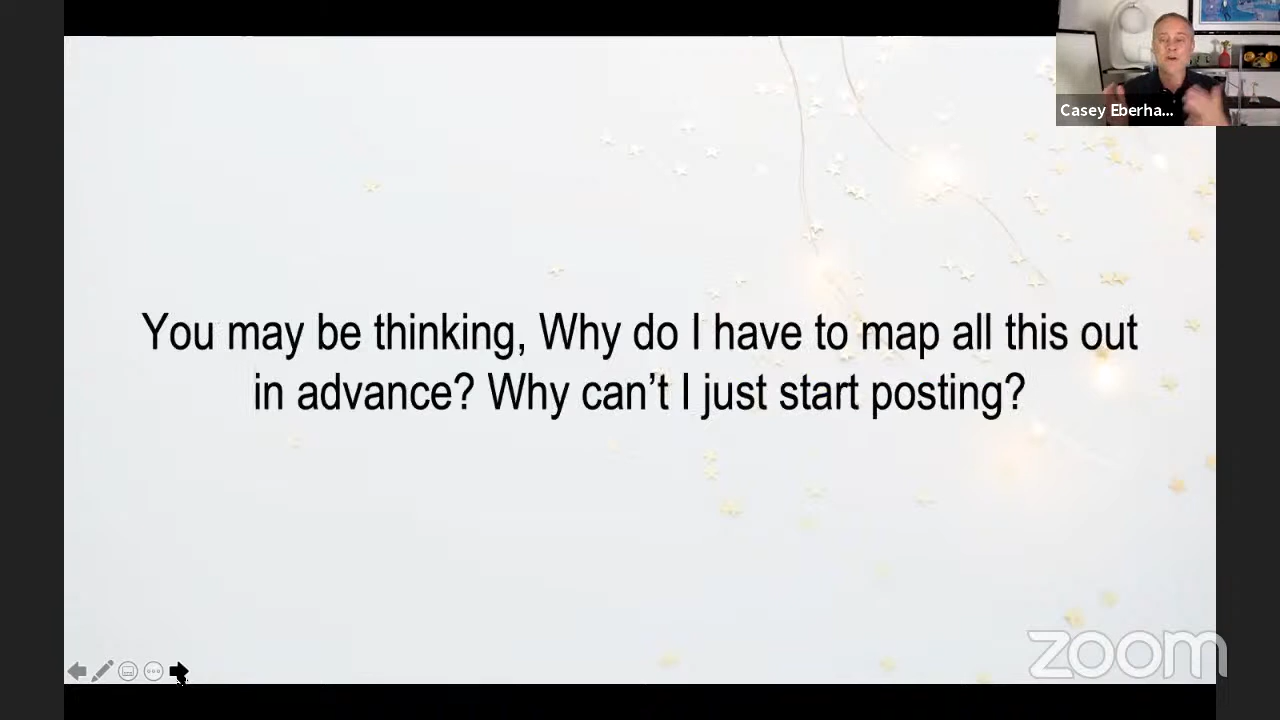 Casey Eberha...
You may be thinking, Why do I have to map all this out
in advance? Why can’t I just start posting?
zoom